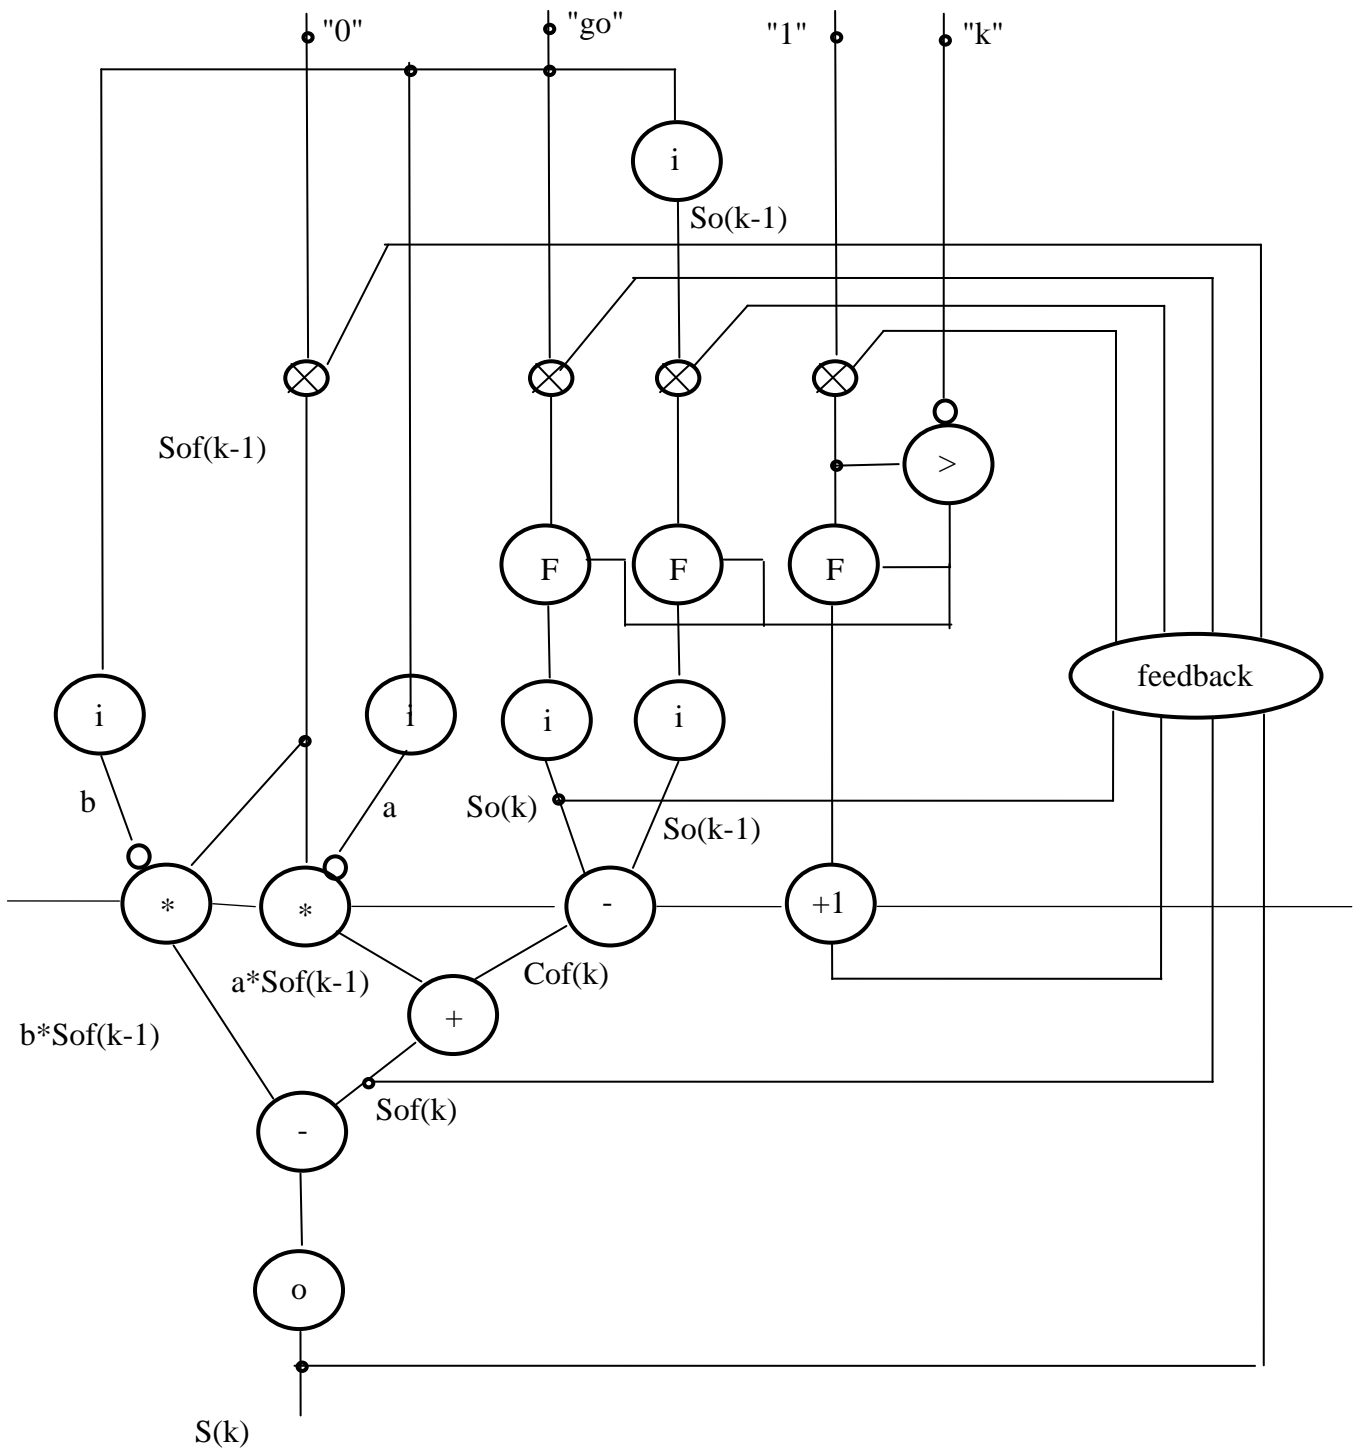 "0"
"go"
"1"
"k"
i
So(k-1)
Sof(k-1)
>
F
F
F
feedback
i
i
i
i
b
a
So(k)
So(k-1)
*
*
-
+1
a*Sof(k-1)
Cof(k)
+
b*Sof(k-1)
Sof(k)
-
o
S(k)